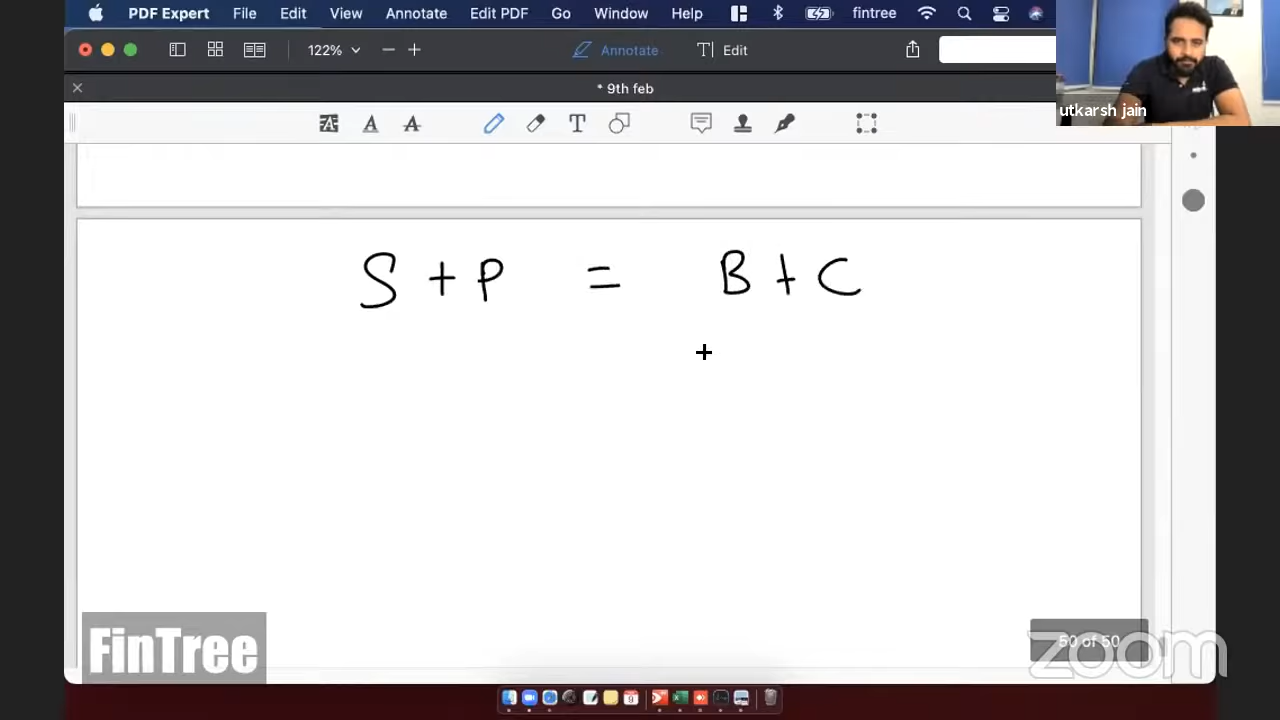 PDF Expert File Edit View Annotate Edit PDF Go Window Help fintree
122% Annotate T Edit
* 9th feb
A A A T
utkarsh jain
S + P = B + C
FinTree
50 of 50
zoom
9